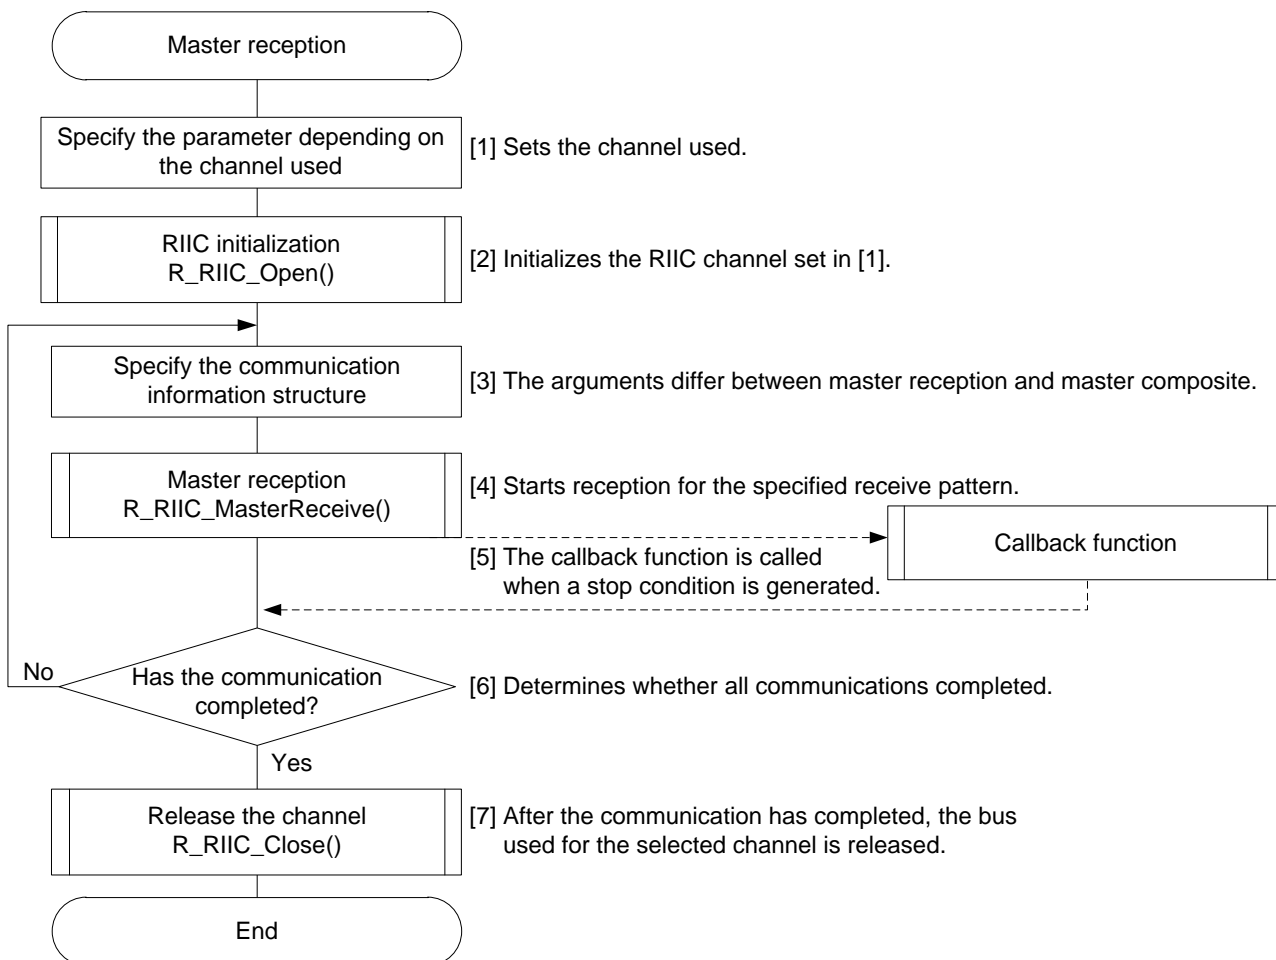 Master reception
Specify the parameter depending on
the channel used
[1] Sets the channel used.
RIIC initialization
R_RIIC_Open()
[2] Initializes the RIIC channel set in [1].
Specify the communication
information structure
[3] The arguments differ between master reception and master composite.
Master reception
R_RIIC_MasterReceive()
[4] Starts reception for the specified receive pattern.
Callback function
[5] The callback function is called
when a stop condition is generated.
No
Has the communication
completed?
[6] Determines whether all communications completed.
Yes
Release the channel
R_RIIC_Close()
[7] After the communication has completed, the bus
used for the selected channel is released.
End